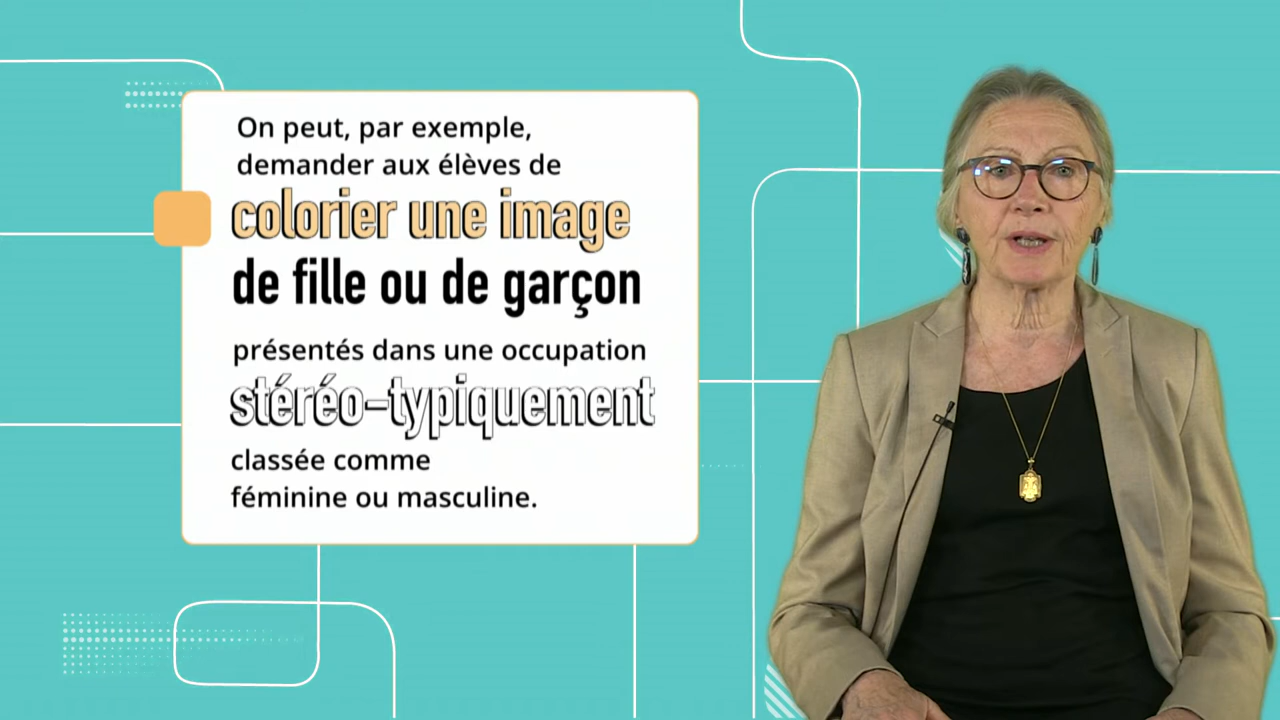 On peut, par exemple,
demander aux élèves de
colorier une image
de fille ou de garçon
présentés dans une occupation
stéréo-typiquement
classée comme
féminine ou masculine.